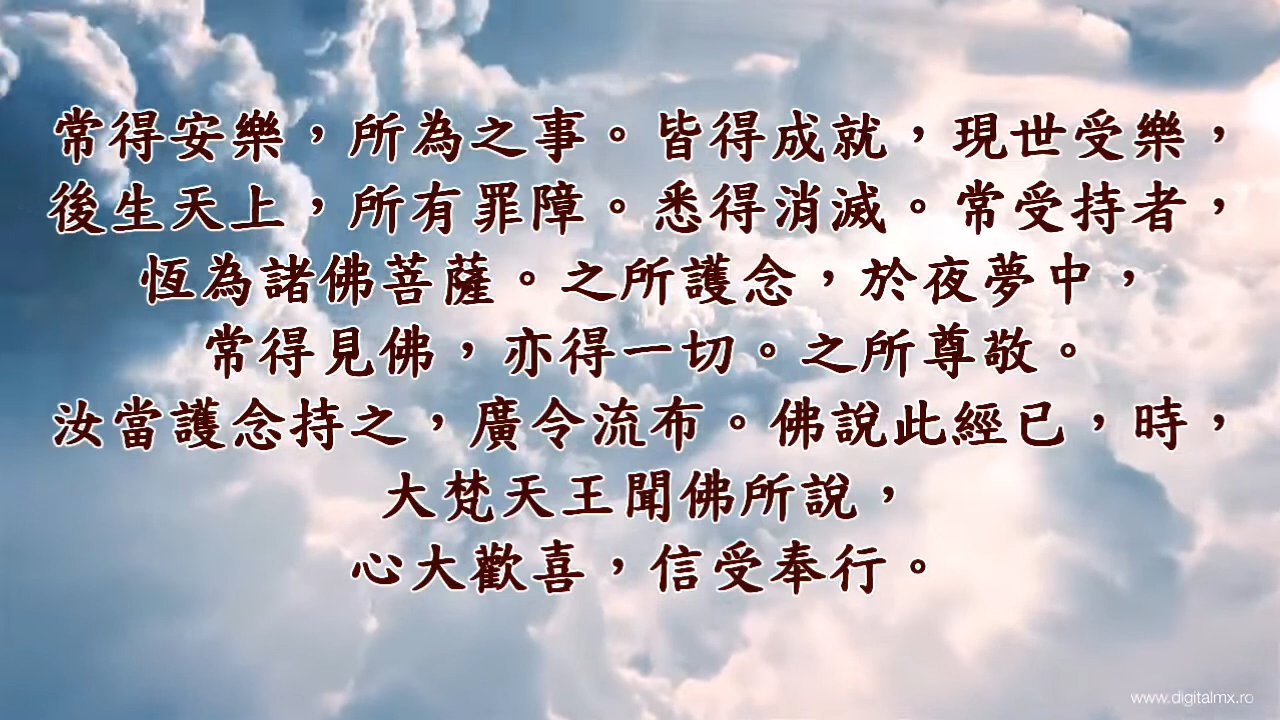 常得安樂，所為之事。皆得成就，現世受樂，
後生天上，所有罪障。悉得消滅。常受持者，
恆為諸佛菩薩。之所護念，於夜夢中，
常得見佛，亦得一切。之所尊敬。
汝當護念持之，廣令流布。佛說此經已，時，
大梵天王聞佛所說，
心大歡喜，信受奉行。
www.digitalmx.ro